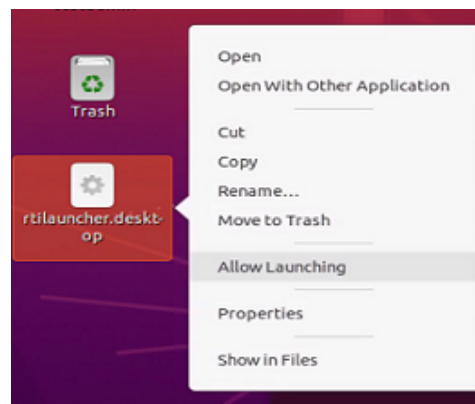 Trash
rtilauncher.deskt-
op
Open
Open With Other Application
Cut
Copy
Rename...
Move to Trash
Allow Launching
Properties
Show in Files